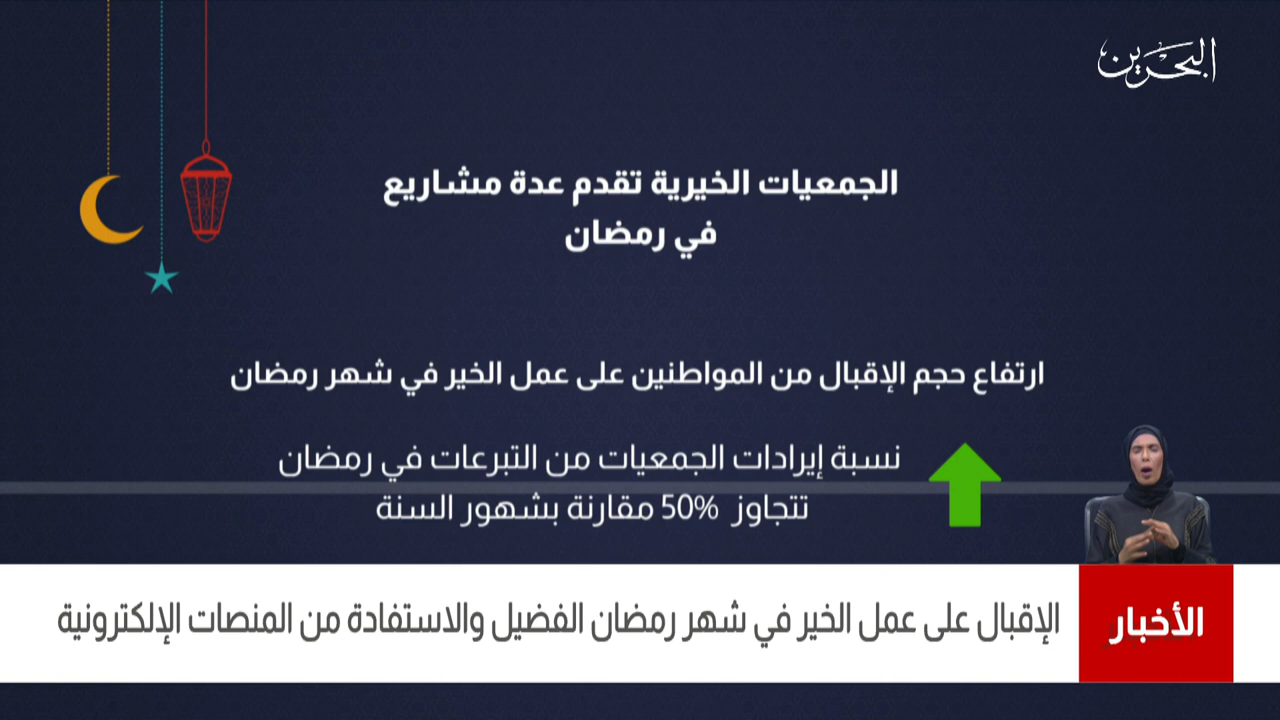 البحرين
الجمعيات الخيرية تقدم عدة مشاريع
في رمضان
ارتفاع حجم الإقبال من المواطنين على عمل الخير في شهر رمضان
نسبة إيرادات الجمعيات من التبرعات في رمضان
تتجاوز 50% مقارنة بشهور السنة
الأخبار
الإقبال على عمل الخير في شهر رمضان الفضيل والاستفادة من المنصات الإلكترونية